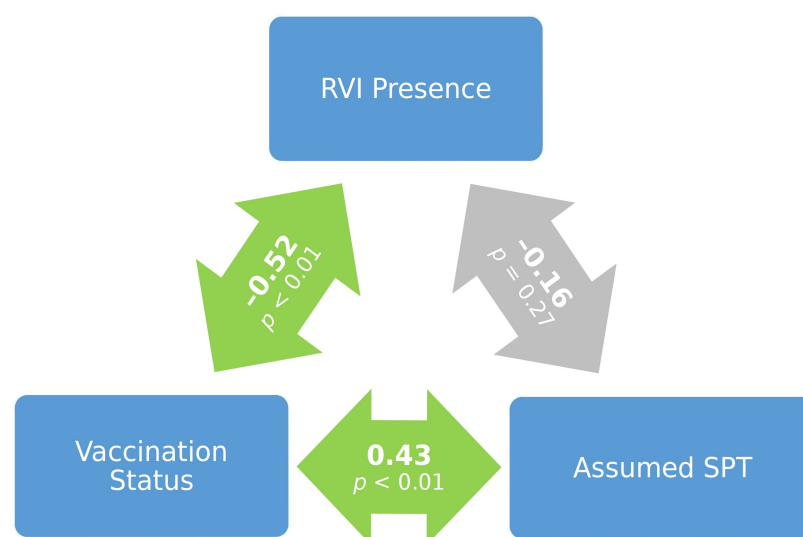 RVI Presence
–0.52
p < 0.01
–0.16
p = 0.27
Vaccination
Status
0.43
p < 0.01
Assumed SPT